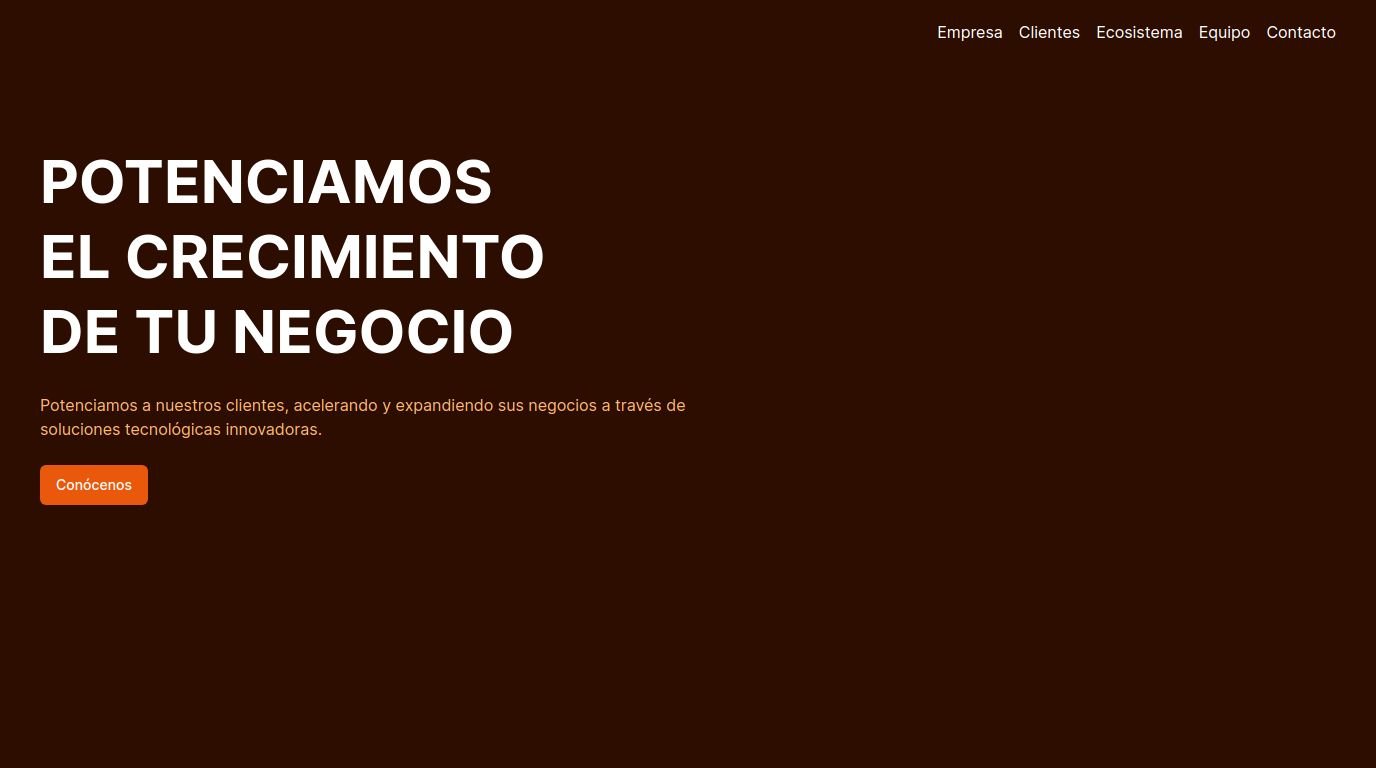 Empresa Clientes Ecosistema Equipo Contacto
POTENCIAMOS
EL CRECIMIENTO
DE TU NEGOCIO
Potenciamos a nuestros clientes, acelerando y expandiendo sus negocios a través de
soluciones tecnológicas innovadoras.
Conócenos